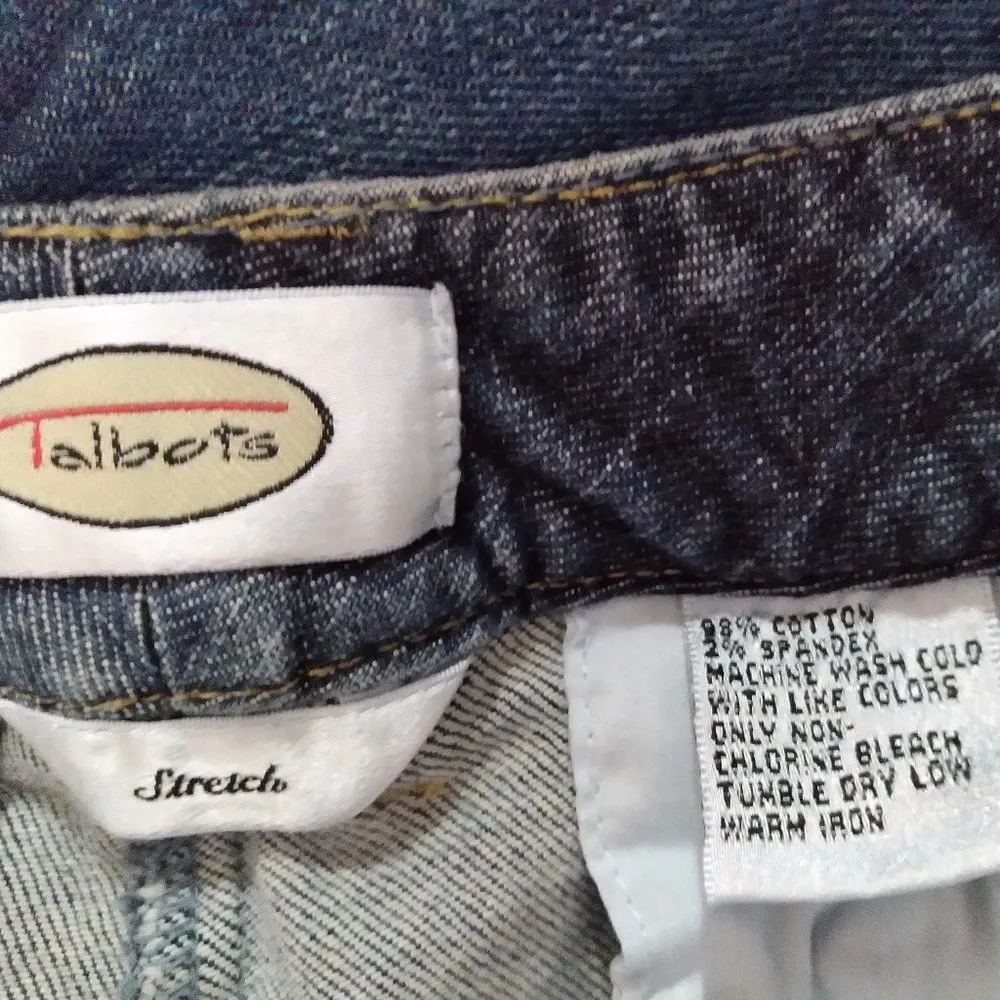 Talbots
Stretch
98% COTTON
2% SPANDEX
MACHINE WASH COLD
WITH LIKE COLORS
ONLY NON-
CHLORINE BLEACH
TUMBLE DRY LOW
WARM IRON